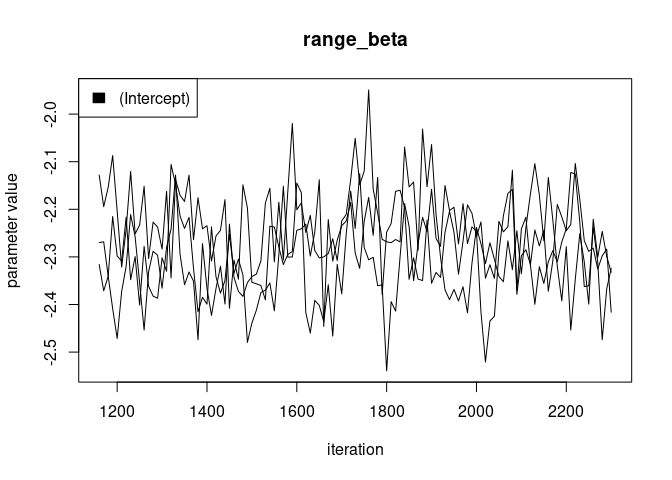 range_beta
(Intercept)
parameter value
-2.0
-2.1
-2.2
-2.3
-2.4
-2.5
1200 1400 1600 1800 2000 2200
iteration